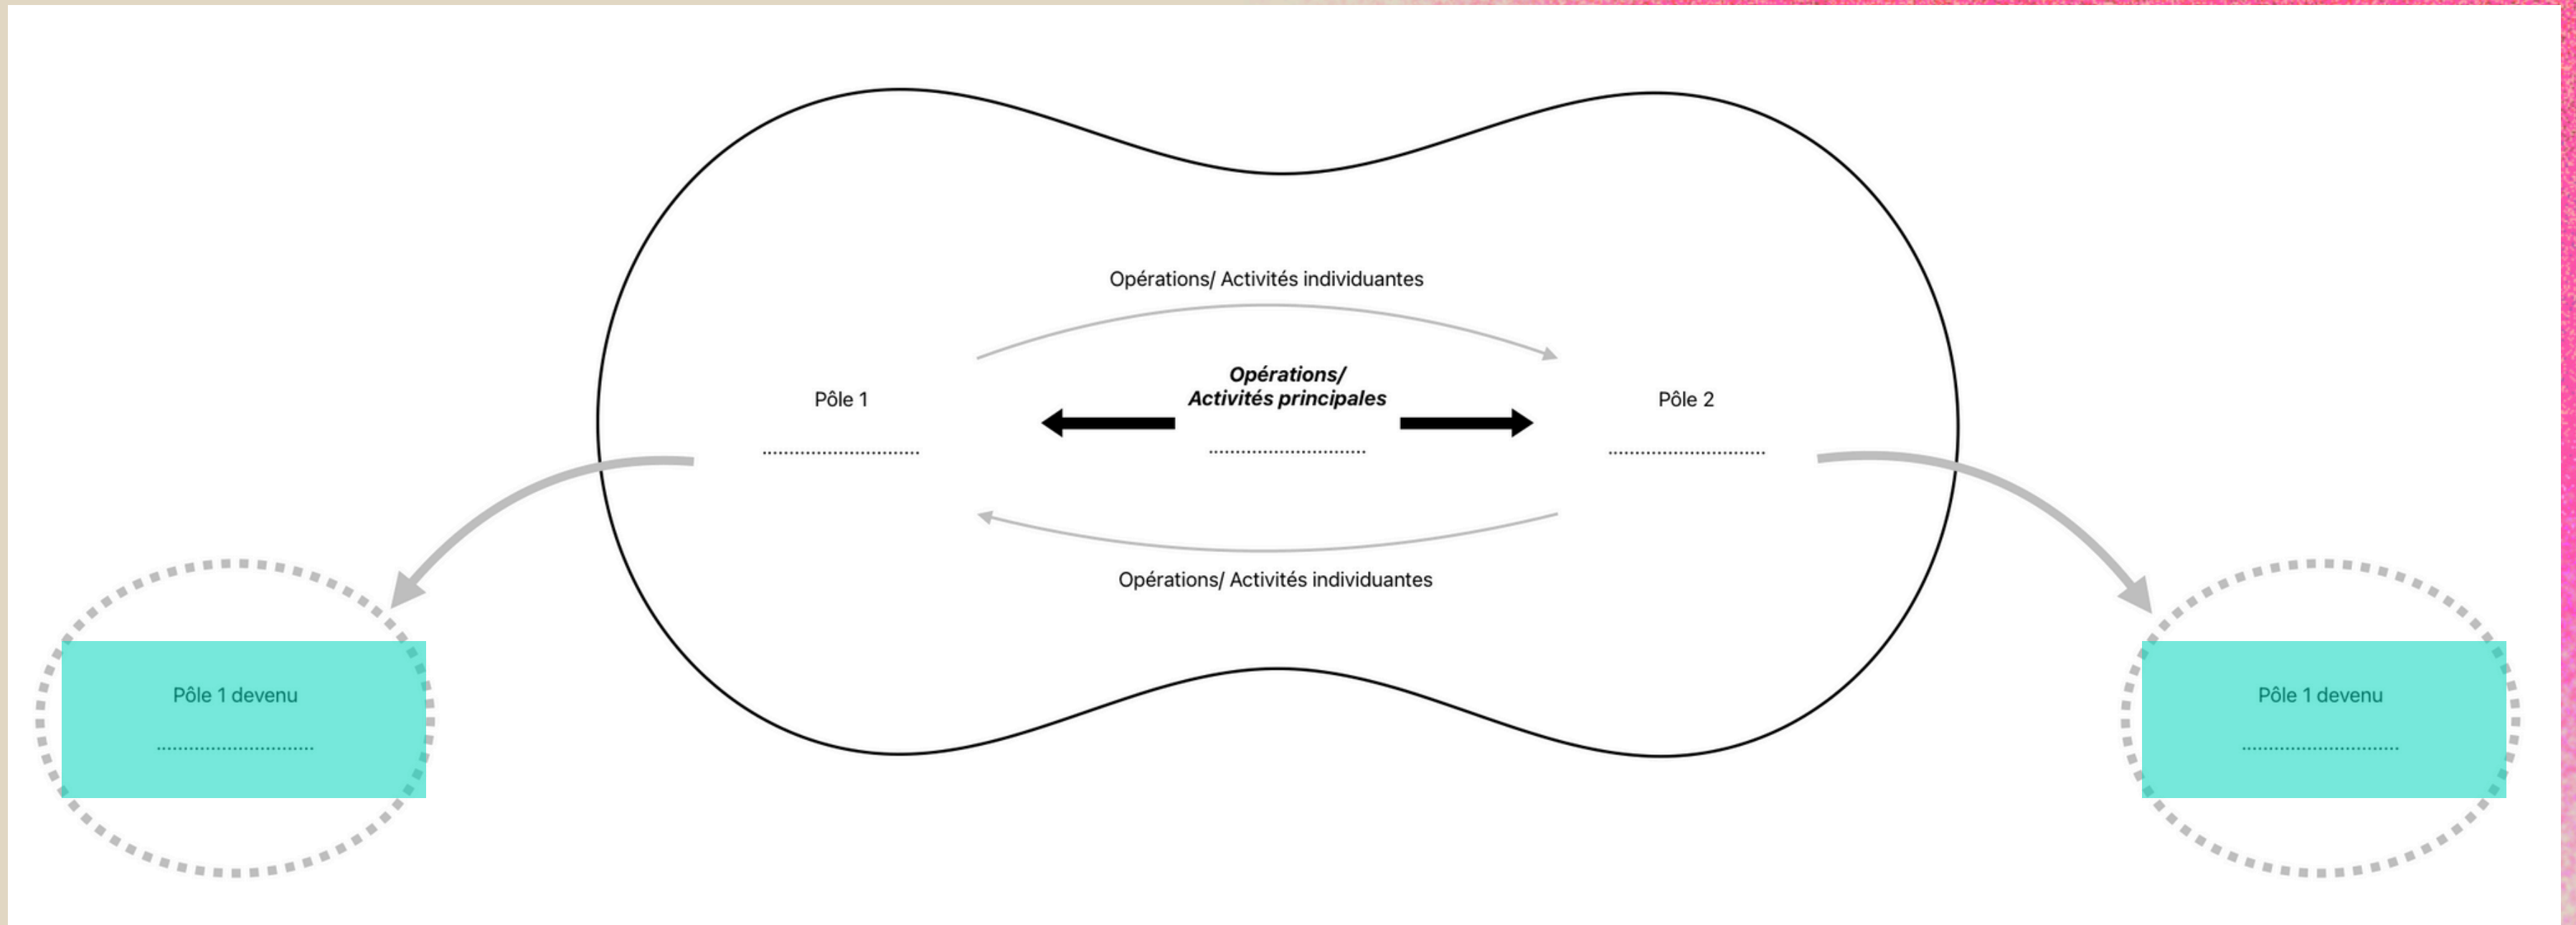 Opérations/ Activités individuantes
Opérations/
Activités principales
Pôle 1
Pôle 2
Opérations/ Activités individuantes
Pôle 1 devenu
Pôle 1 devenu